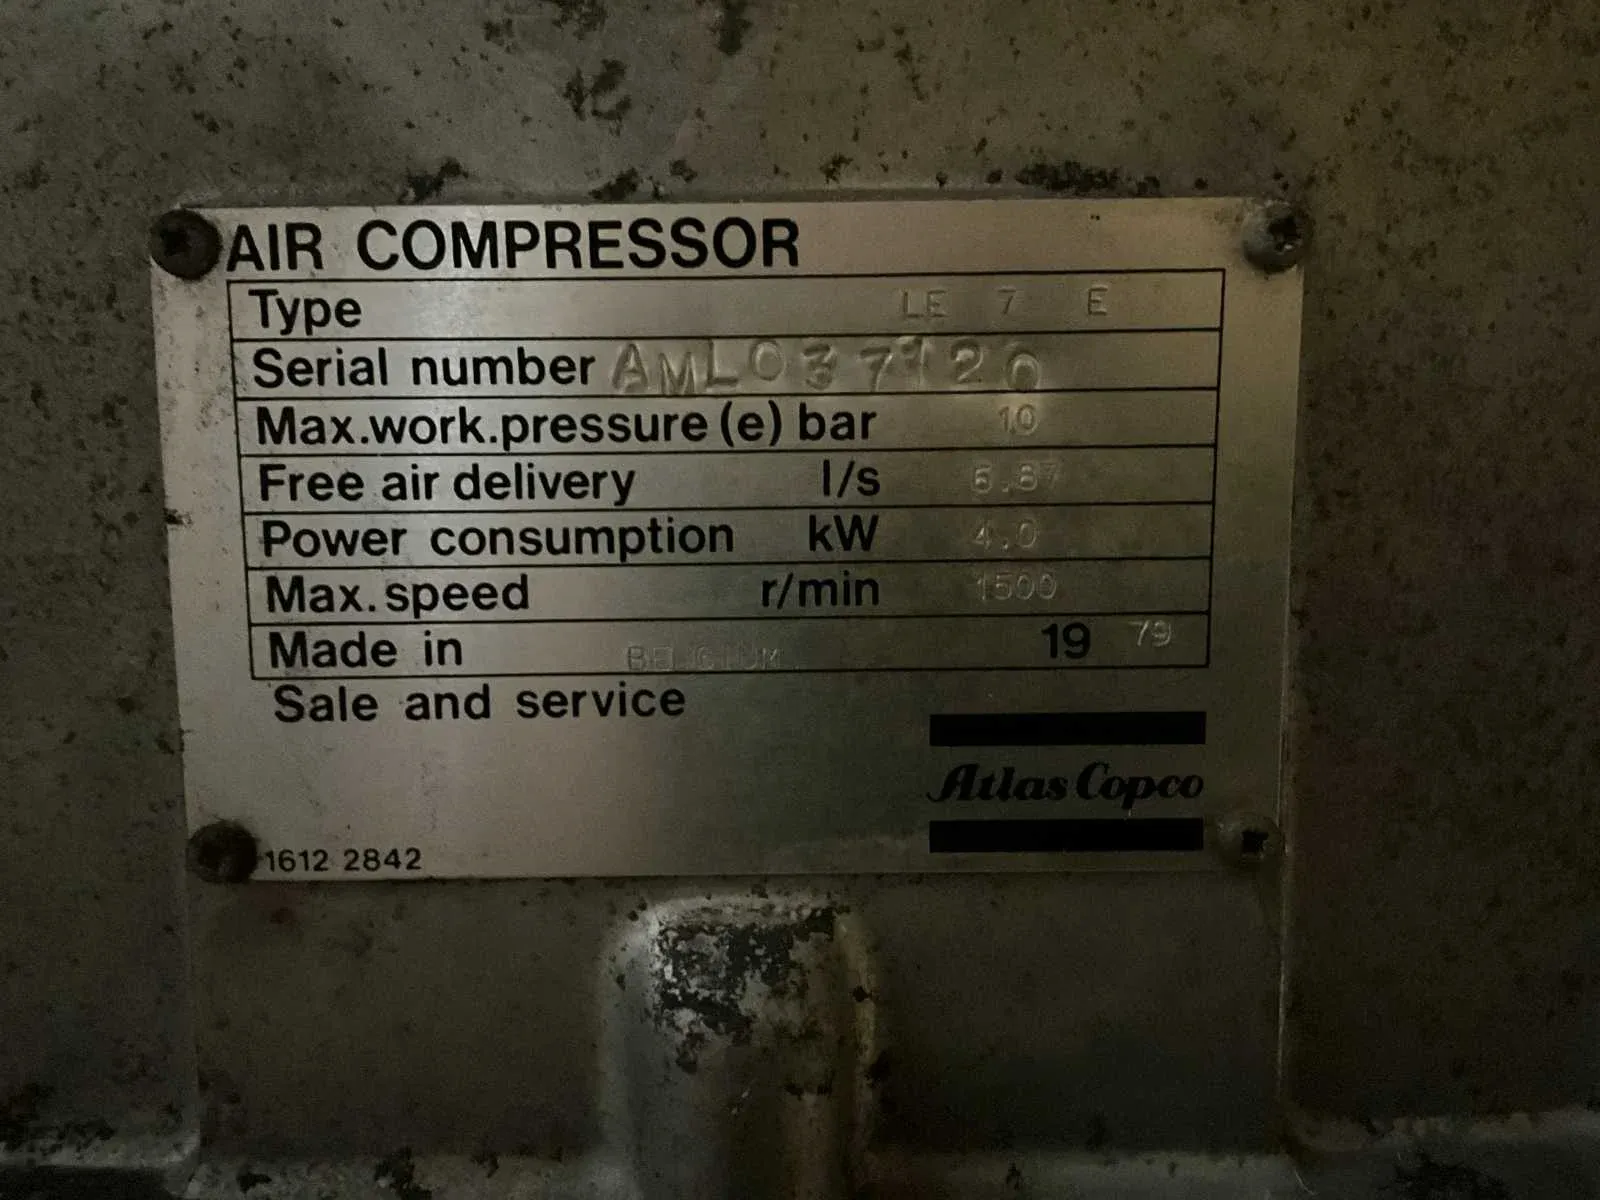 AIR COMPRESSOR
Type LE 7 E
Serial number AML037120
Max.work.pressure (e) bar 10
Free air delivery l/s 6.87
Power consumption kW 4.0
Max. speed r/min 1500
Made in BELGIUM. 19 79
Sale and service
Atlas Copco
1612 2842